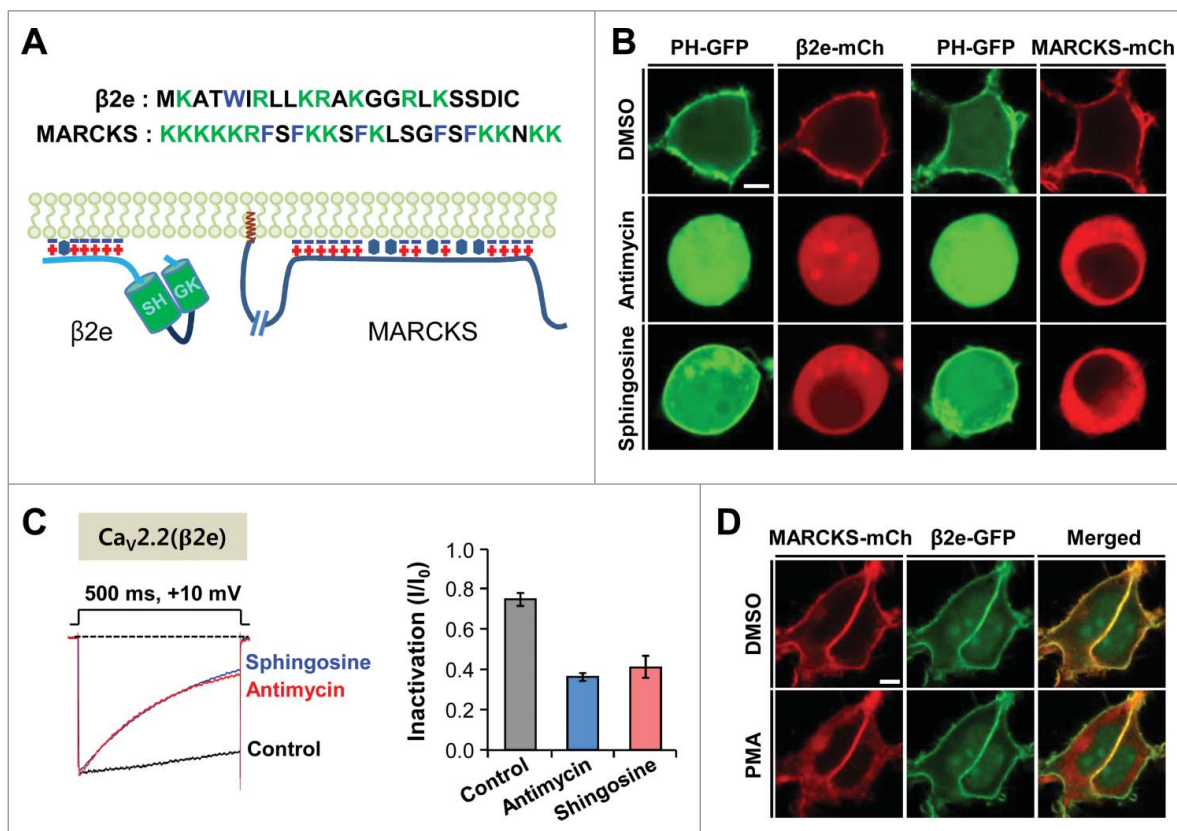 A
β2e : MKATWIRLLKRAKGGRLKSSDIC
MARCKS : KKKKKRFSFKKSFKLSGFSFKKNKK
SH
GK
β2e
MARCKS
B
PH-GFP
β2e-mCh
PH-GFP
MARCKS-mCh
DMSO
Antimycin
Sphingosine
C
CaV2.2(β2e)
500 ms, +10 mV
Sphingosine
Antimycin
Control
Inactivation (I/I0)
1.0
0.8
0.6
0.4
0.2
0.0
Control
Antimycin
Shingosine
D
MARCKS-mCh
β2e-GFP
Merged
DMSO
PMA